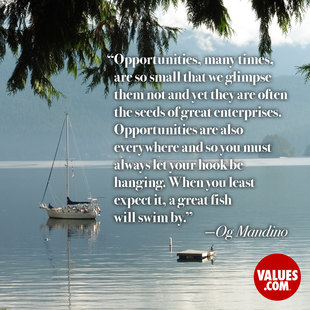 “Opportunities, many times,
are so small that we glimpse
them not and yet they are often
the seeds of great enterprises.
Opportunities are also
everywhere and so you must
always let your hook be
hanging. When you least
expect it, a great fish
will swim by.”
—Og Mandino
VALUES
.COM